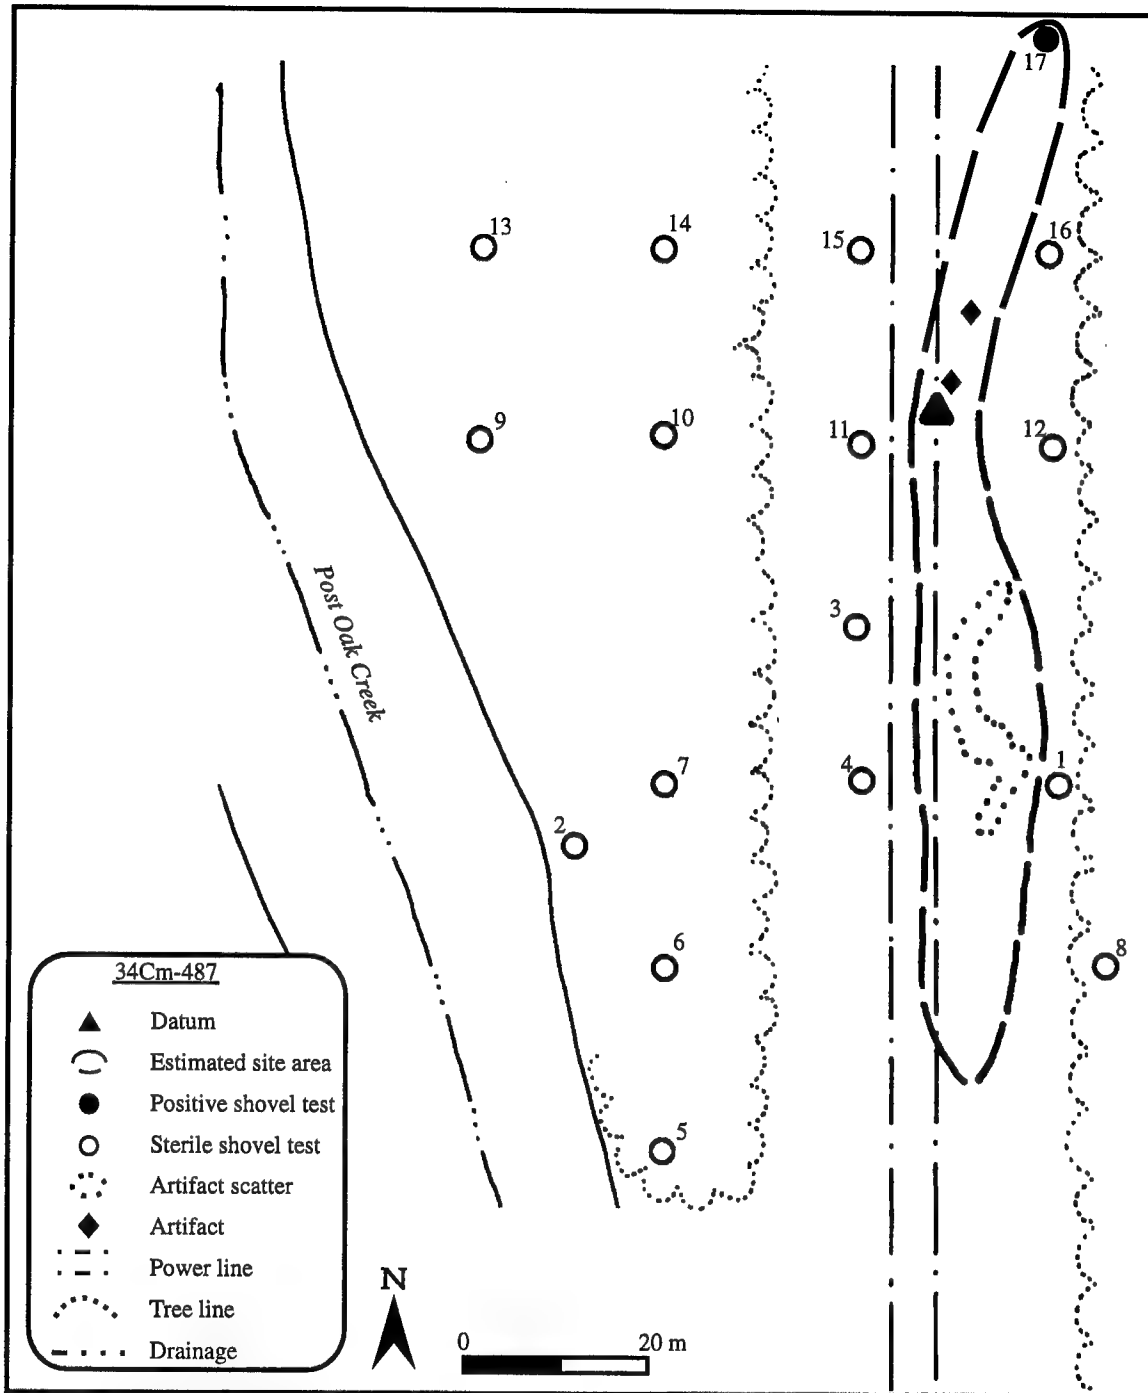 17
13
14
15
16
9
10
11
12
Post Oak Creek
3
7
4
1
2
6
8
5
34Cm-487
Datum
Estimated site area
Positive shovel test
Sterile shovel test
Artifact scatter
Artifact
Power line
Tree line
Drainage
N
0 20 m